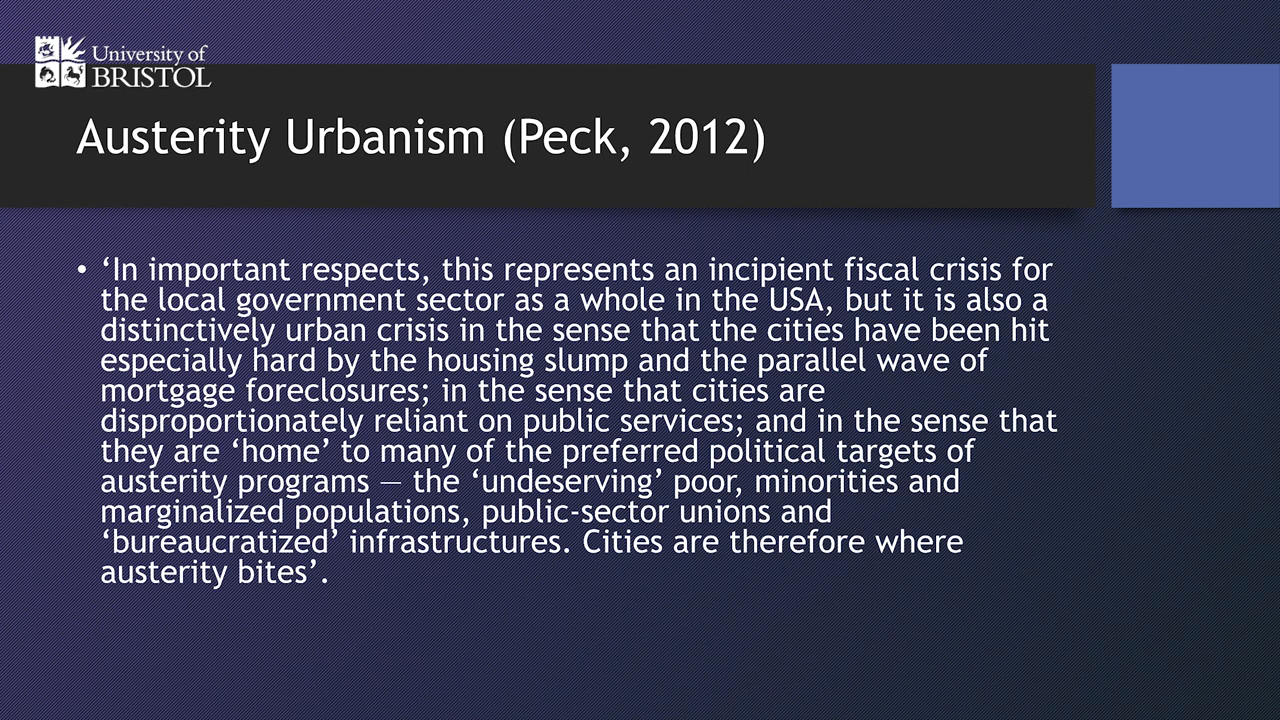 University of
BRISTOL
Austerity Urbanism (Peck, 2012)
• ‘In important respects, this represents an incipient fiscal crisis for
the local government sector as a whole in the USA, but it is also a
distinctively urban crisis in the sense that the cities have been hit
especially hard by the housing slump and the parallel wave of
mortgage foreclosures; in the sense that cities are
disproportionately reliant on public services; and in the sense that
they are ‘home’ to many of the preferred political targets of
austerity programs — the ‘undeserving’ poor, minorities and
marginalized populations, public-sector unions and
‘bureaucratized’ infrastructures. Cities are therefore where
austerity bites’.